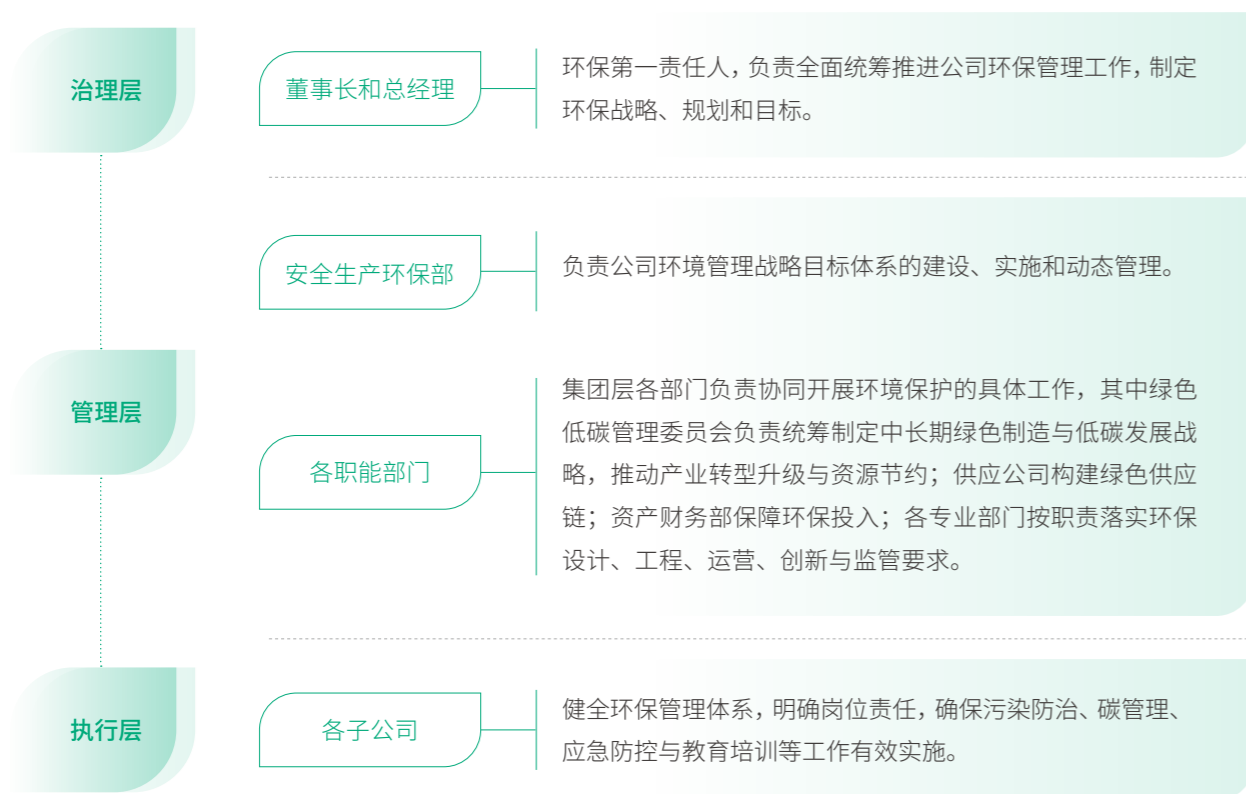 治理层
董事长和总经理
环保第一责任人，负责全面统筹推进公司环保管理工作，制定
环保战略、规划和目标。
管理层
安全生产环保部
负责公司环境管理战略目标体系的建设、实施和动态管理。
各职能部门
集团层各部门负责协同开展环境保护的具体工作，其中绿色
低碳管理委员会负责统筹制定中长期绿色制造与低碳发展战
略，推动产业转型升级与资源节约；供应公司构建绿色供应
链；资产财务部保障环保投入；各专业部门按职责落实环保
设计、工程、运营、创新与监管要求。
执行层
各子公司
健全环保管理体系，明确岗位责任，确保污染防治、碳管理、
应急防控与教育培训等工作有效实施。